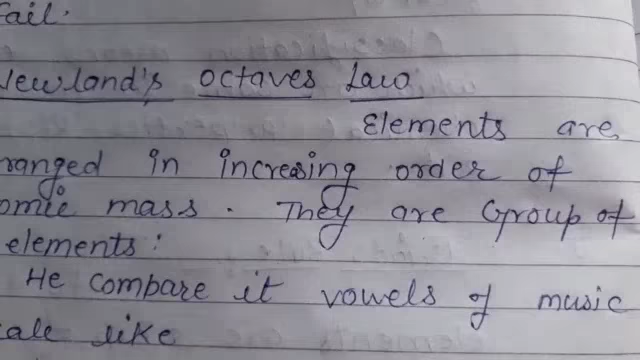 fail.
Newland's octaves Law
Elements are
ranged in increasing order of
omic mass. They are Group of
elements:
He compare it vowels of music
ale like